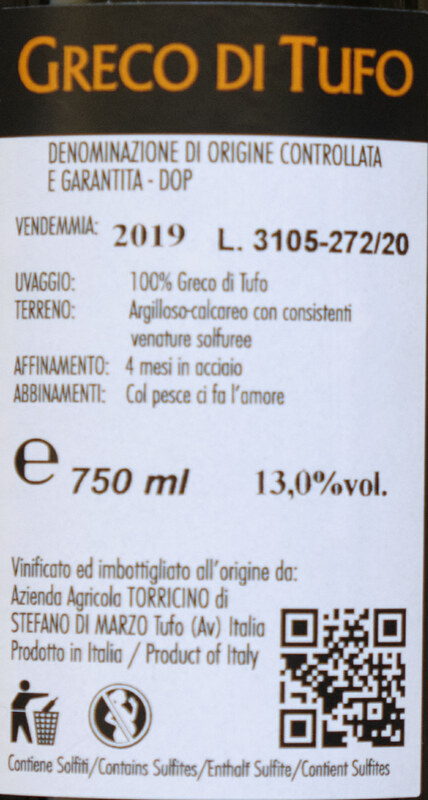 GRECO DI TUFO
DENOMINAZIONE DI ORIGINE CONTROLLATA
E GARANTITA - DOP
VENDEMMIA: 2019 L. 3105-272/20
UVAGGIO: 100% Greco di Tufo
TERRENO: Argilloso-calcareo con consistenti
venature solfuree
AFFINAMENTO: 4 mesi in acciaio
ABBINAMENTI: Col pesce ci fa l'amore
e 750 ml 13,0%vol.
Vinificato ed imbottigliato all'origine da:
Azienda Agricola TORRICINO di
STEFANO DI MARZO Tufo (Av) Italia
Prodotto in Italia / Product of Italy
Contiene Solfiti/Contains Sulfites/Enthalt Sulfite/Contient Sulfites